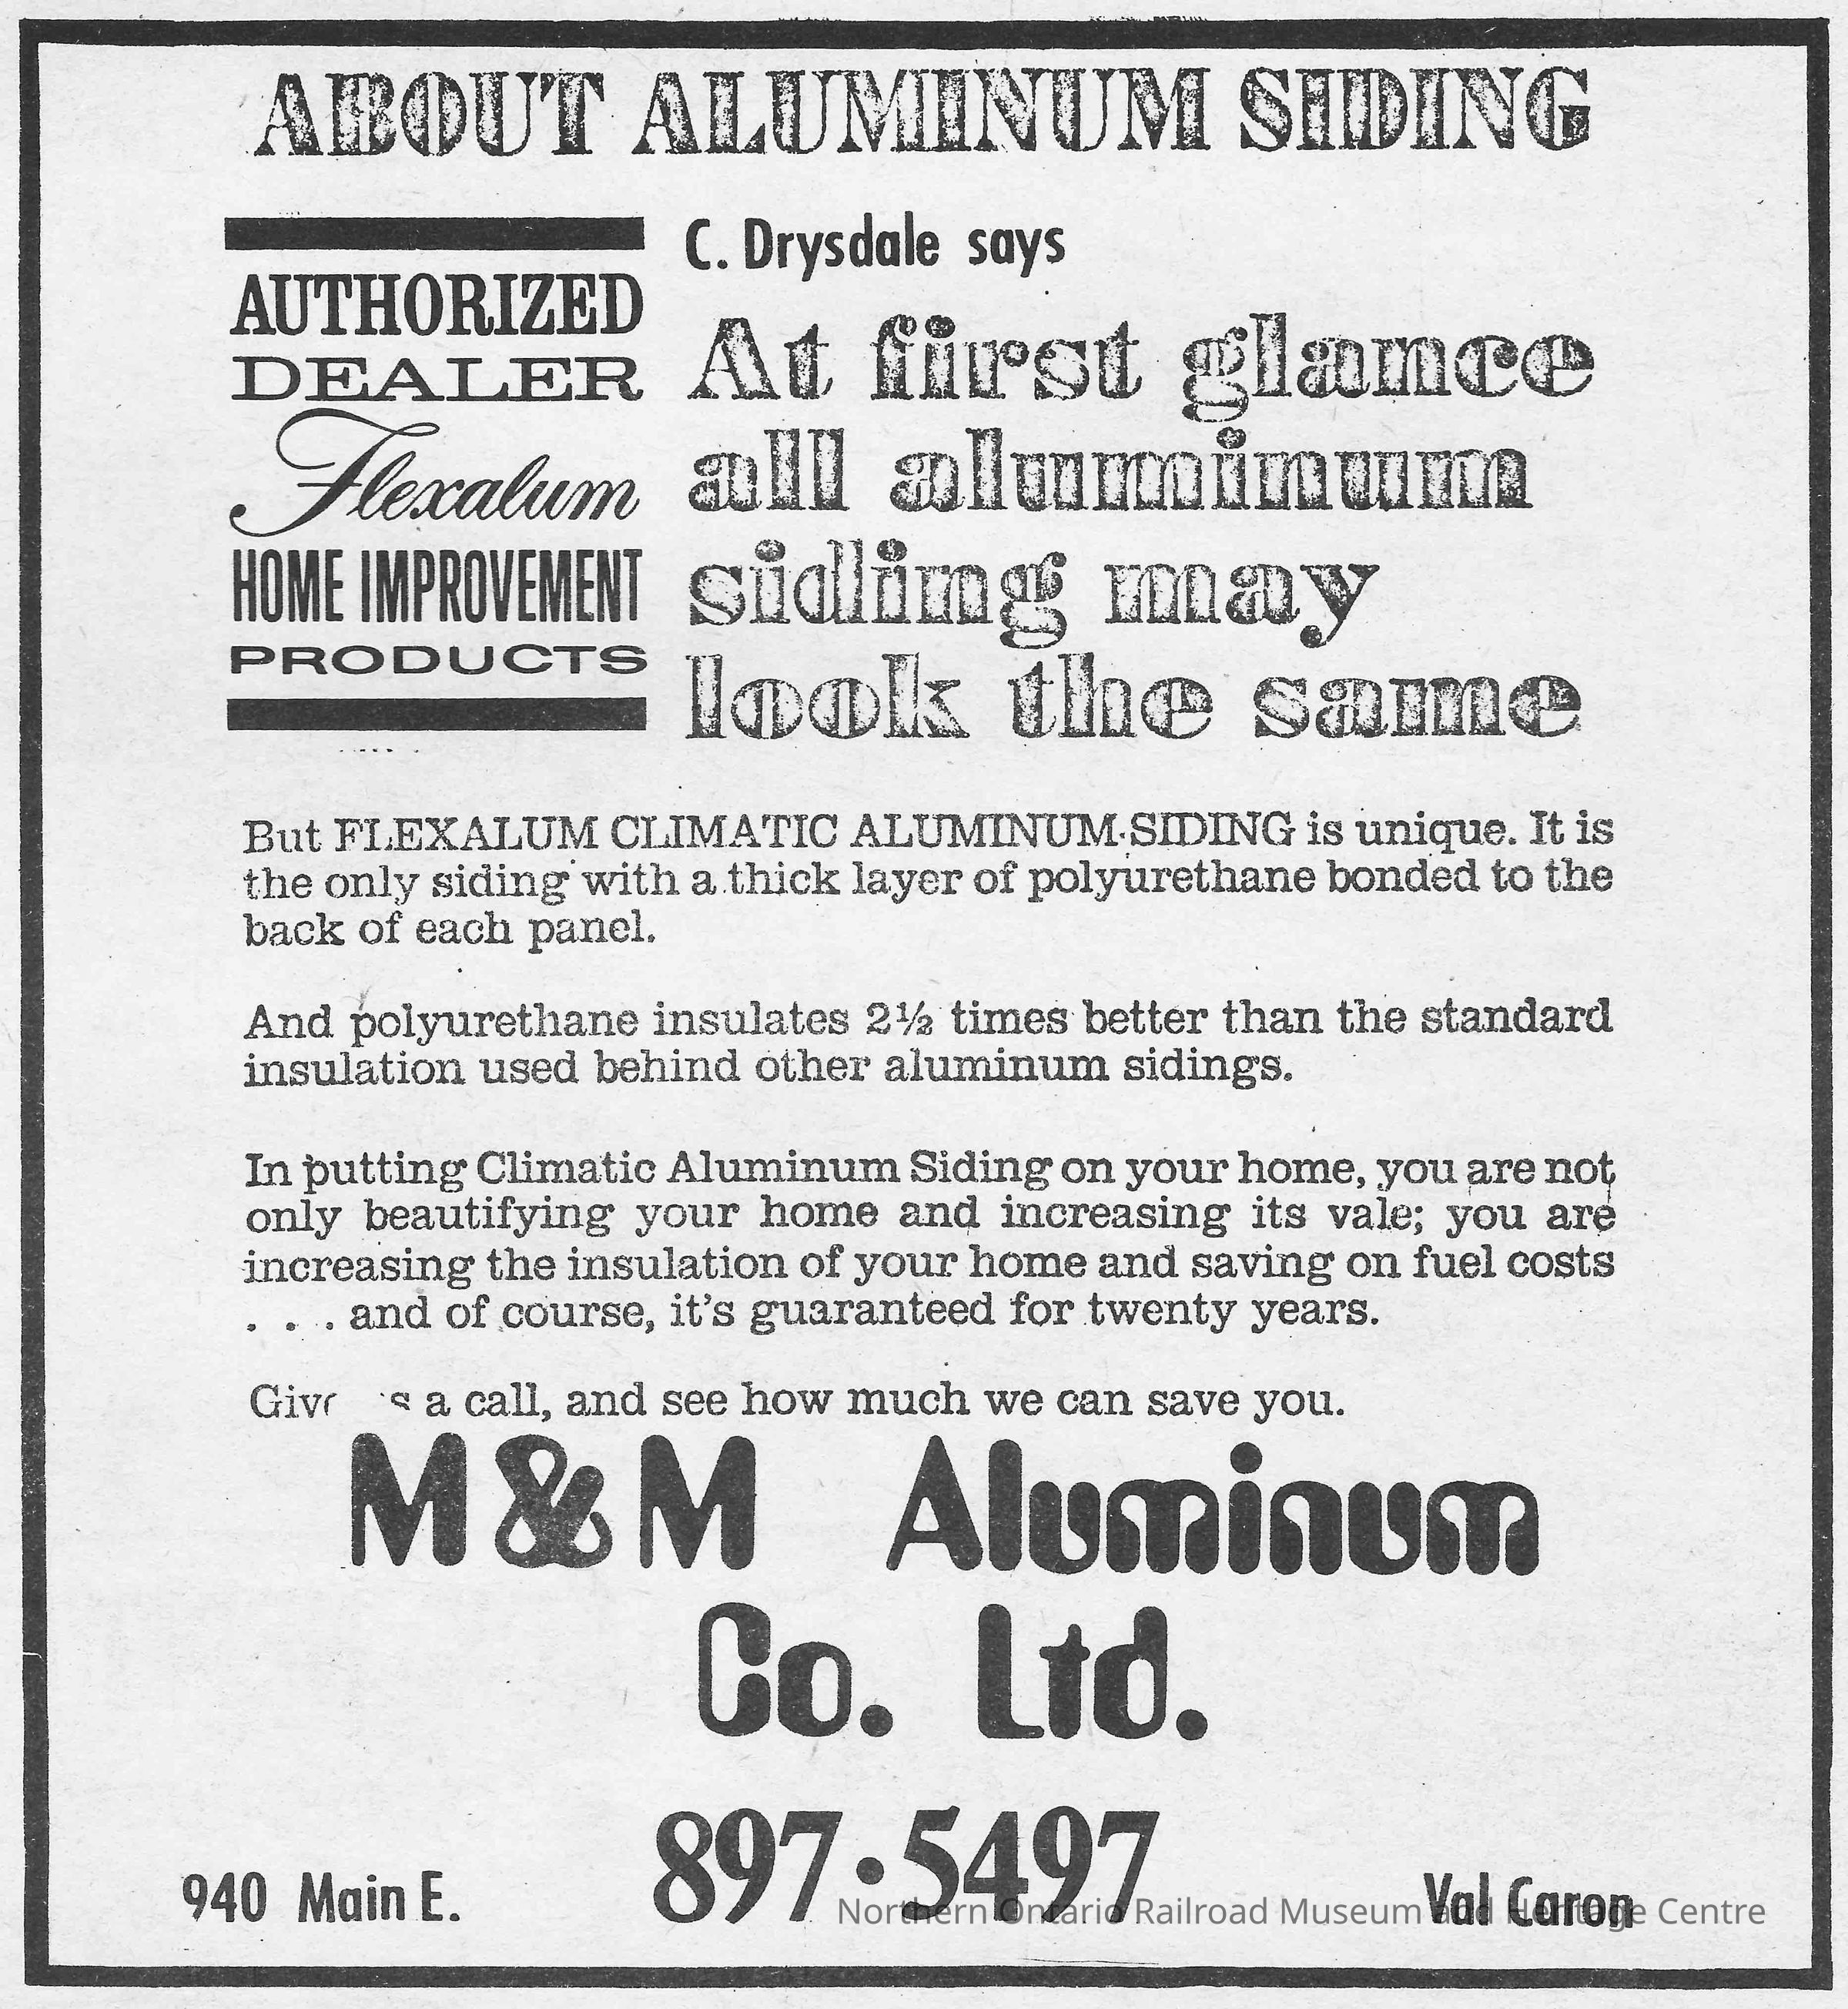 ABOUT ALUMINUM SIDING
AUTHORIZED
DEALER
Flexalum
HOME IMPROVEMENT
PRODUCTS
C. Drysdale says
At first glance
all aluminum
siding may
look the same
But FLEXALUM CLIMATIC ALUMINUM SIDING is unique. It is
the only siding with a thick layer of polyurethane bonded to the
back of each panel.
And polyurethane insulates 2½ times better than the standard
insulation used behind other aluminum sidings.
In putting Climatic Aluminum Siding on your home, you are not
only beautifying your home and increasing its vale; you are
increasing the insulation of your home and saving on fuel costs
. . . and of course, it's guaranteed for twenty years.
a call, and see how much we can save you.
M & M Aluminum
Co. Ltd.
897•5497
940 Main E.
Val Caron
Northern Ontario Railroad Museum and Heritage Centre